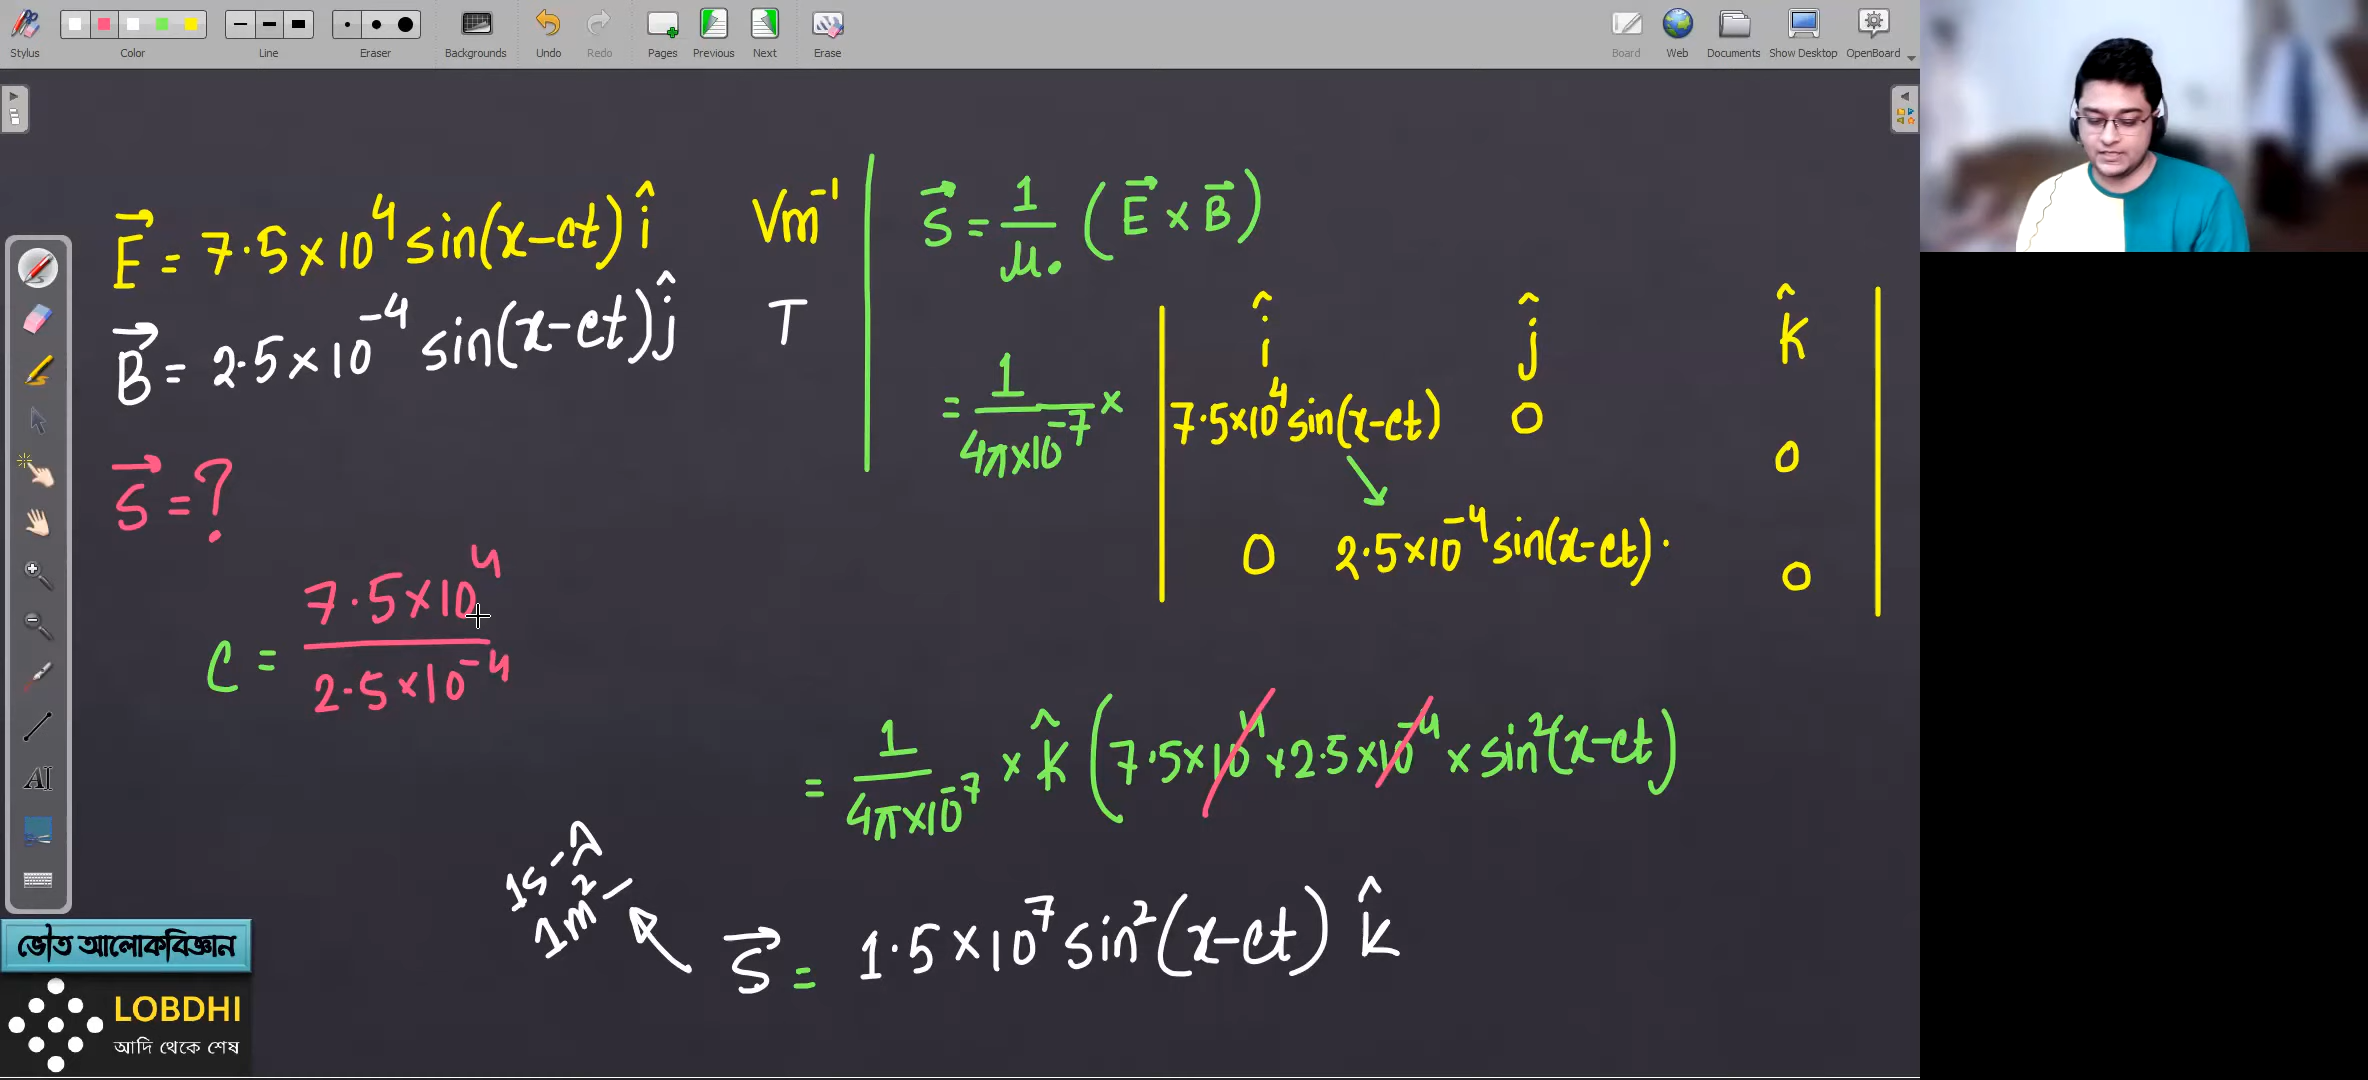 Stylus
Color
Line
Eraser
Backgrounds
Undo
Redo
Pages
Previous
Next
Erase
Board
Web
Documents
Show Desktop
OpenBoard
E⃗ = 7.5×10⁴ sin(x-ct) î Vm⁻¹
B⃗ = 2.5×10⁻⁴ sin(x-ct) ĵ T
S⃗ = ?
C = 7.5×10⁴ / 2.5×10⁻⁴
S⃗ = 1/μ₀ (E⃗ × B⃗)
î ĵ k̂
= 1/4π×10⁻⁷ × | 7.5×10⁴ sin(x-ct) 0 0
0 2.5×10⁻⁴ sin(x-ct) 0 |
= 1/4π×10⁻⁷ × k̂ (7.5×10⁴ × 2.5×10⁻⁴ × sin²(x-ct)
1s
1m²
S⃗ = 1.5×10⁷ sin²(x-ct) k̂
AI
ভৌত আলোকবিজ্ঞান
LOBDHI
আদি থেকে শেষ